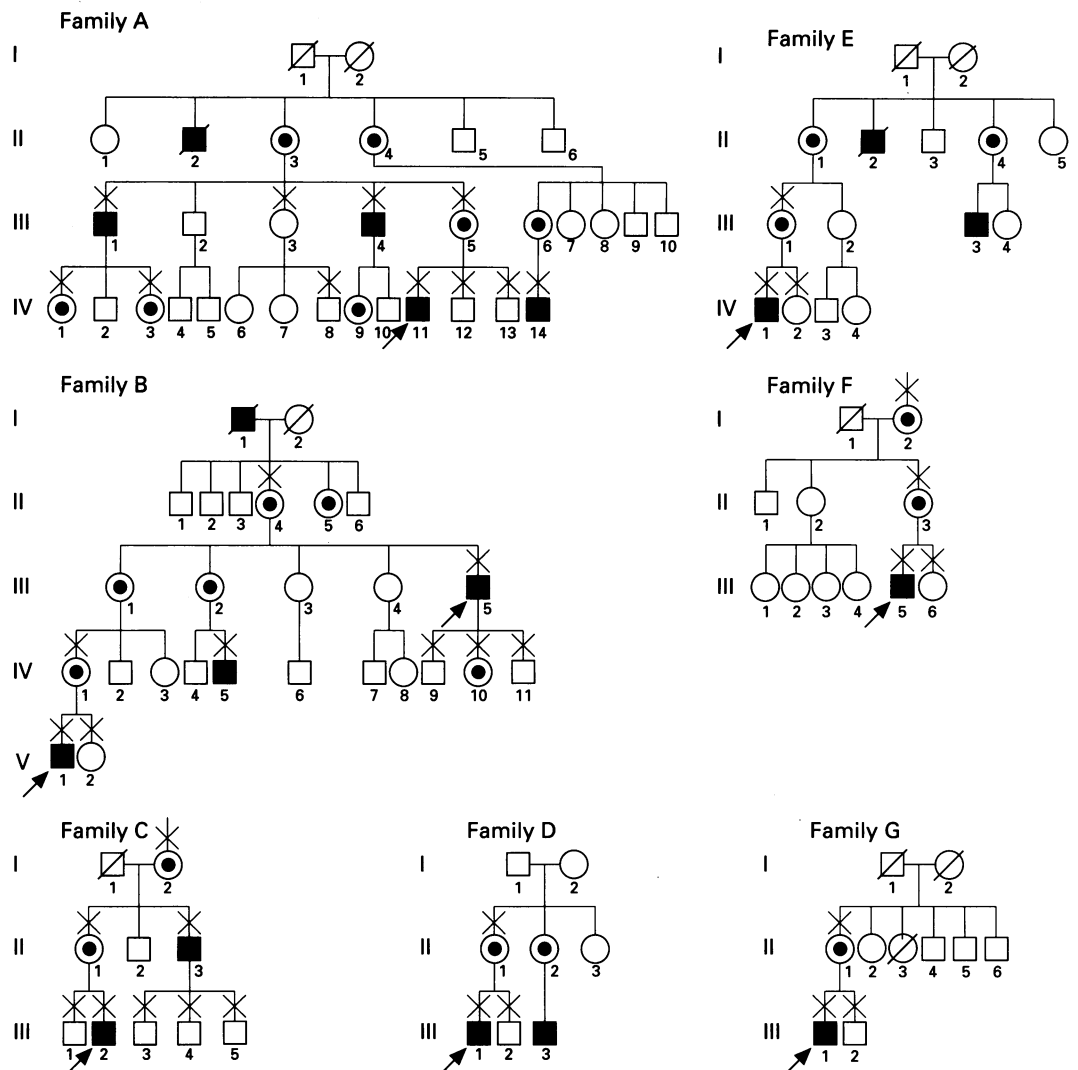 Family A
I
1 2
II
1 2 3 4 5 6
III
1 2 3 4 5 6 7 8 9 10
IV
1 2 3 4 5 6 7 8 9 10 11 12 13 14
Family E
I
1 2
II
1 2 3 4 5
III
1 2 3 4
IV
1 2 3 4
Family B
I
1 2
II
1 2 3 4 5 6
III
1 2 3 4 5
IV
1 2 3 4 5 6 7 8 9 10 11
V
1 2
Family F
I
1 2
II
1 2 3
III
1 2 3 4 5 6
Family C
I
1 2
II
1 2 3
III
1 2 3 4 5
Family D
I
1 2
II
1 2 3
III
1 2 3
Family G
I
1 2
II
1 2 3 4 5 6
III
1 2